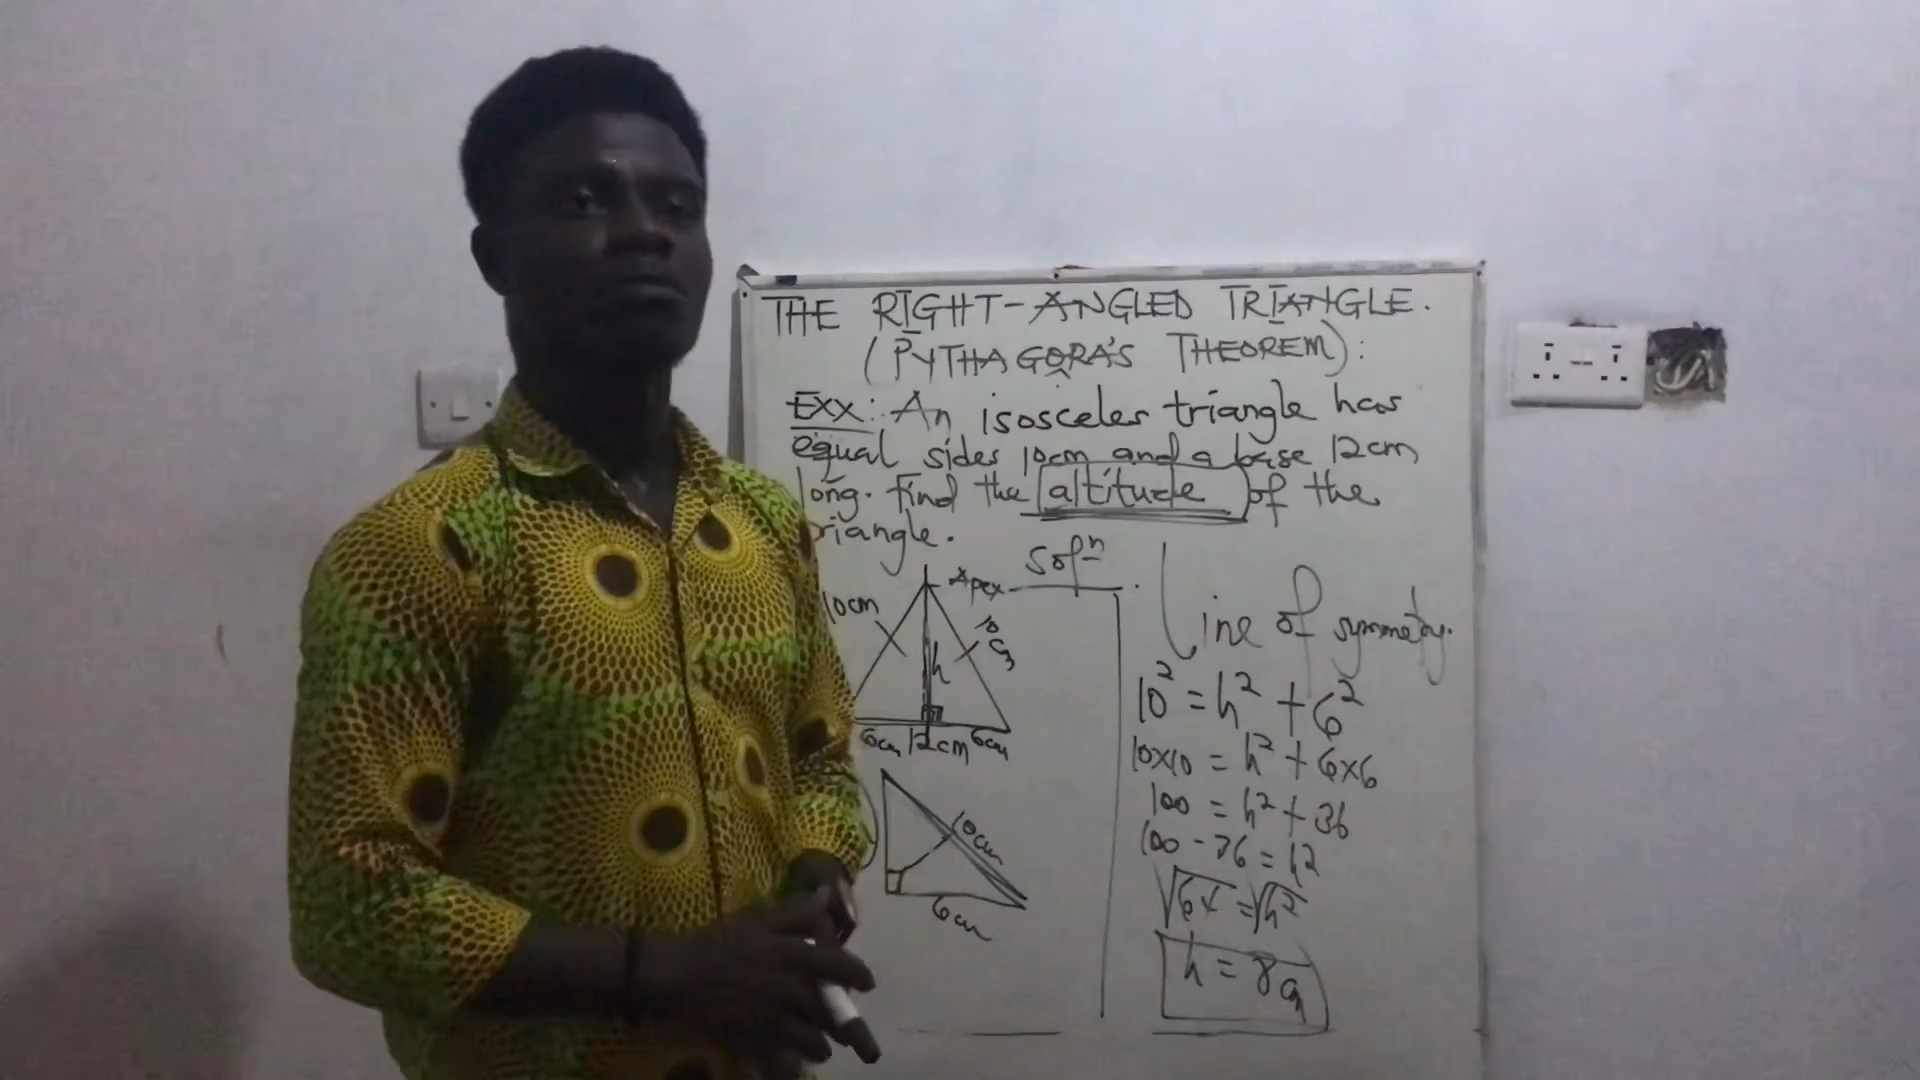 THE RIGHT-ANGLED TRIANGLE.
(PYTHAGORA'S THEOREM):
Exx: An isosceles triangle has
equal sides 10cm and a base 12cm
long. find the altitude of the
triangle.
Soln
Apex
10cm
10cm
h
6cm 12cm 6cm
10cm
6cm
Line of symmetry.
10² = h² + 6²
10×10 = h² + 6×6
100 = h² + 36
100 - 36 = h²
√64 = √h²
h = 8cm